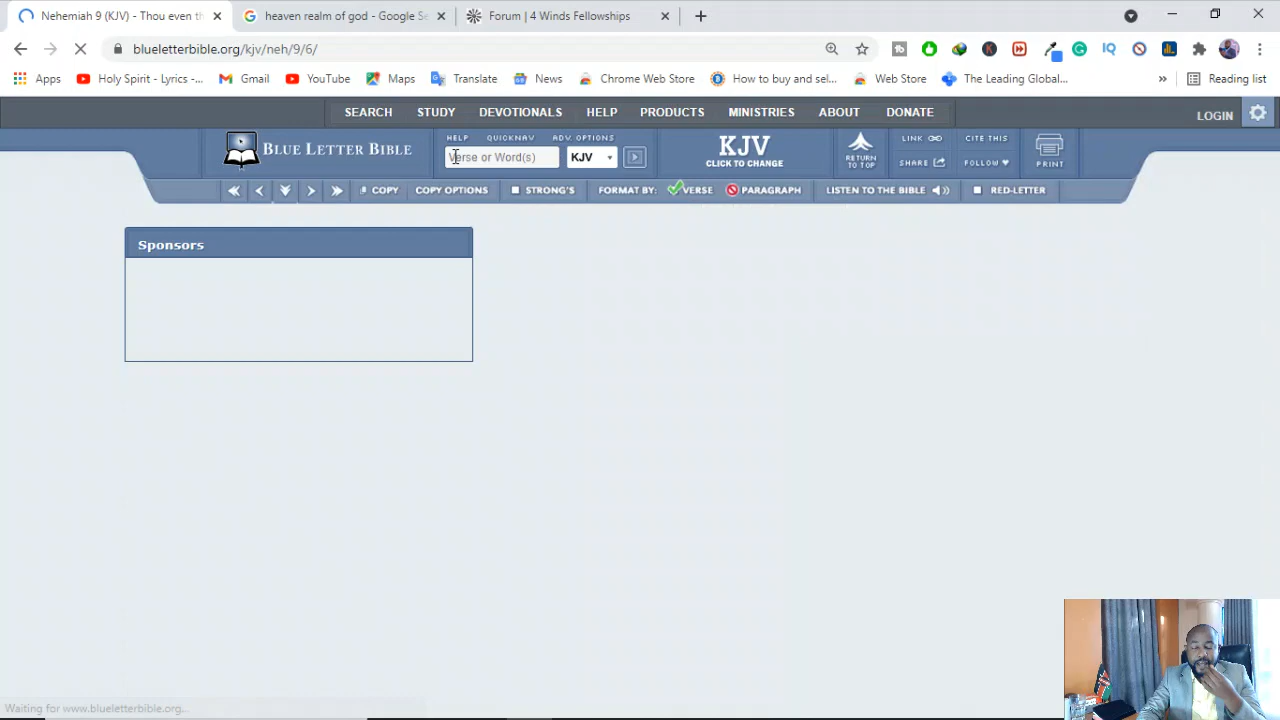 Nehemiah 9 (KJV) - Thou even th
heaven realm of god - Google Se
Forum | 4 Winds Fellowships
blueletterbible.org/kjv/neh/9/6/
Apps
Holy Spirit - Lyrics -...
Gmail
YouTube
Maps
Translate
News
Chrome Web Store
How to buy and sel...
Web Store
The Leading Global...
»
Reading list
SEARCH
STUDY
DEVOTIONALS
HELP
PRODUCTS
MINISTRIES
ABOUT
DONATE
LOGIN
HELP
QUICKNAV
ADV. OPTIONS
BLUE LETTER BIBLE
Verse or Word(s)
KJV
KJV
CLICK TO CHANGE
RETURN
TO TOP
LINK
CITE THIS
SHARE
FOLLOW
PRINT
COPY
COPY OPTIONS
STRONG'S
FORMAT BY:
VERSE
PARAGRAPH
LISTEN TO THE BIBLE
RED-LETTER
Sponsors
Waiting for www.blueletterbible.org...